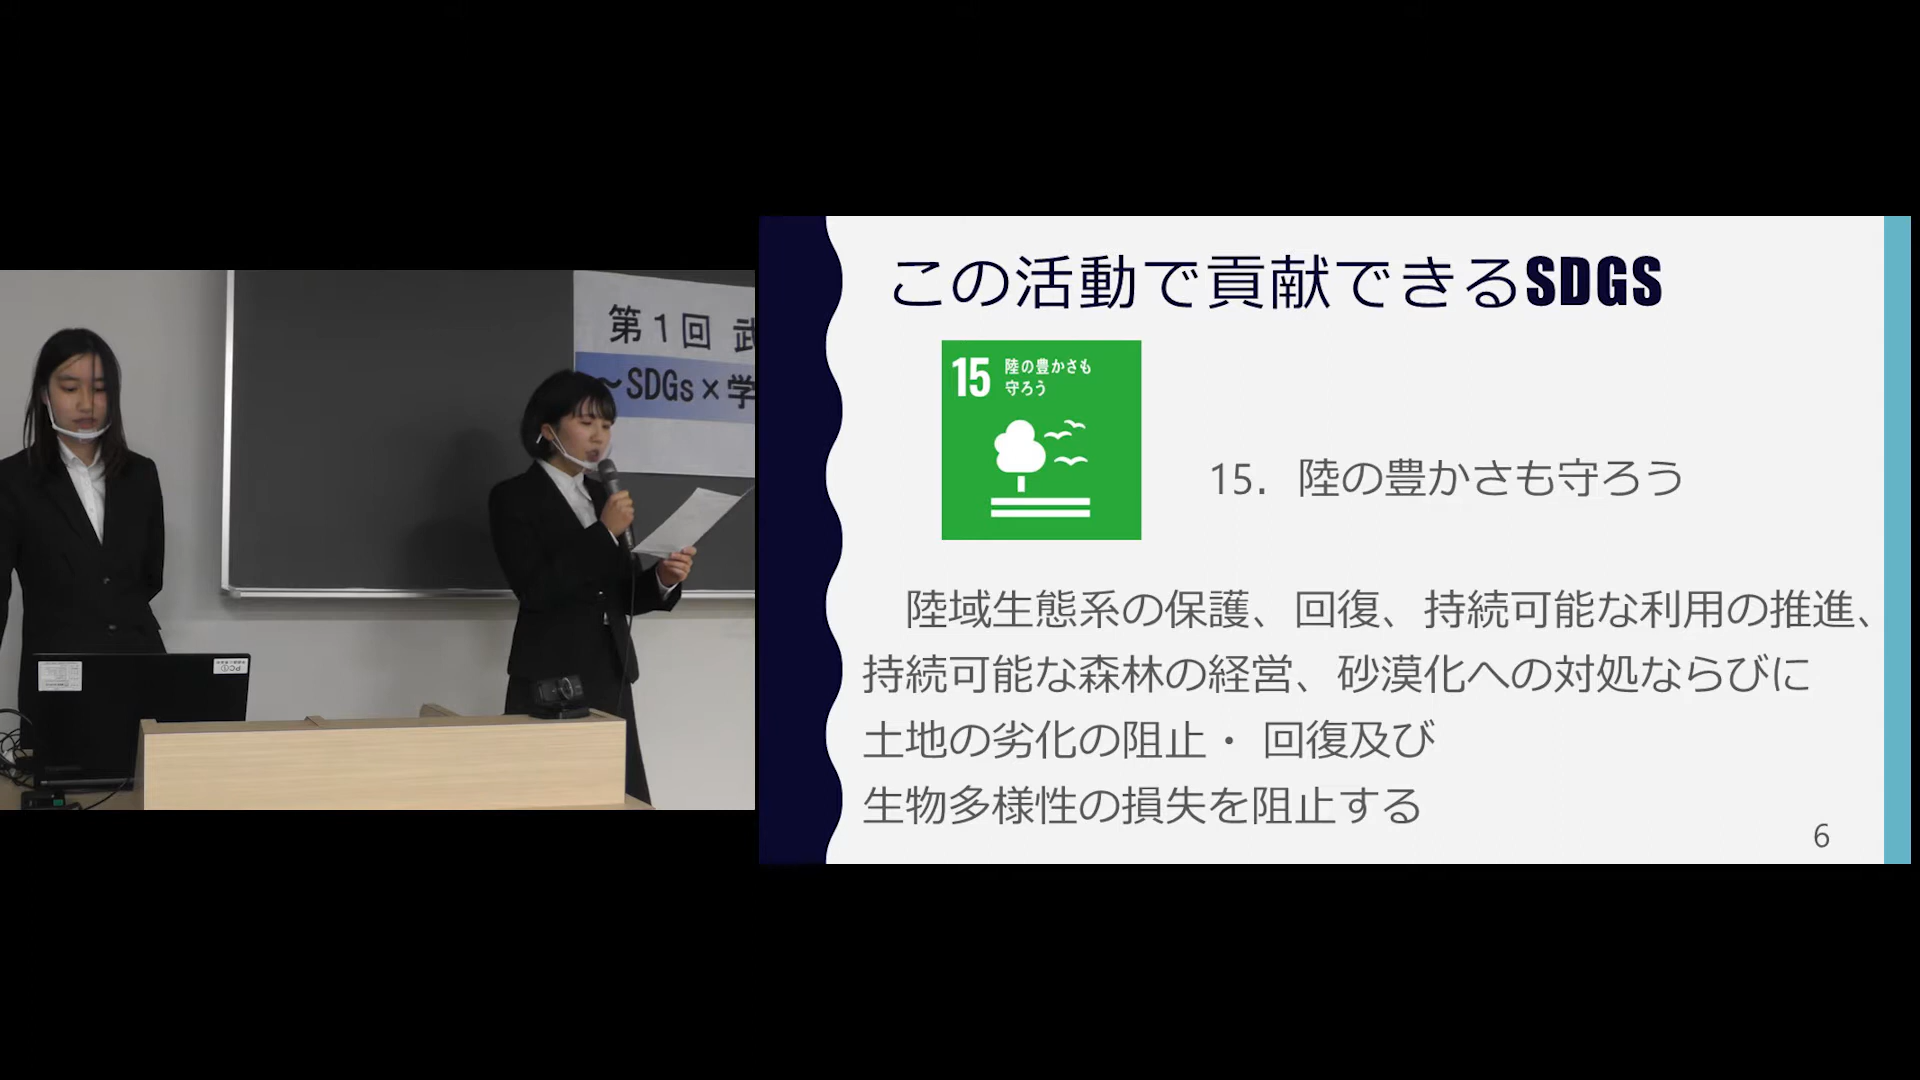 第１回 武
～SDGs×学
この活動で貢献できるSDGS
15 陸の豊かさも
守ろう
15．陸の豊かさも守ろう
陸域生態系の保護、回復、持続可能な利用の推進、
持続可能な森林の経営、砂漠化への対処ならびに
土地の劣化の阻止・ 回復及び
生物多様性の損失を阻止する
6